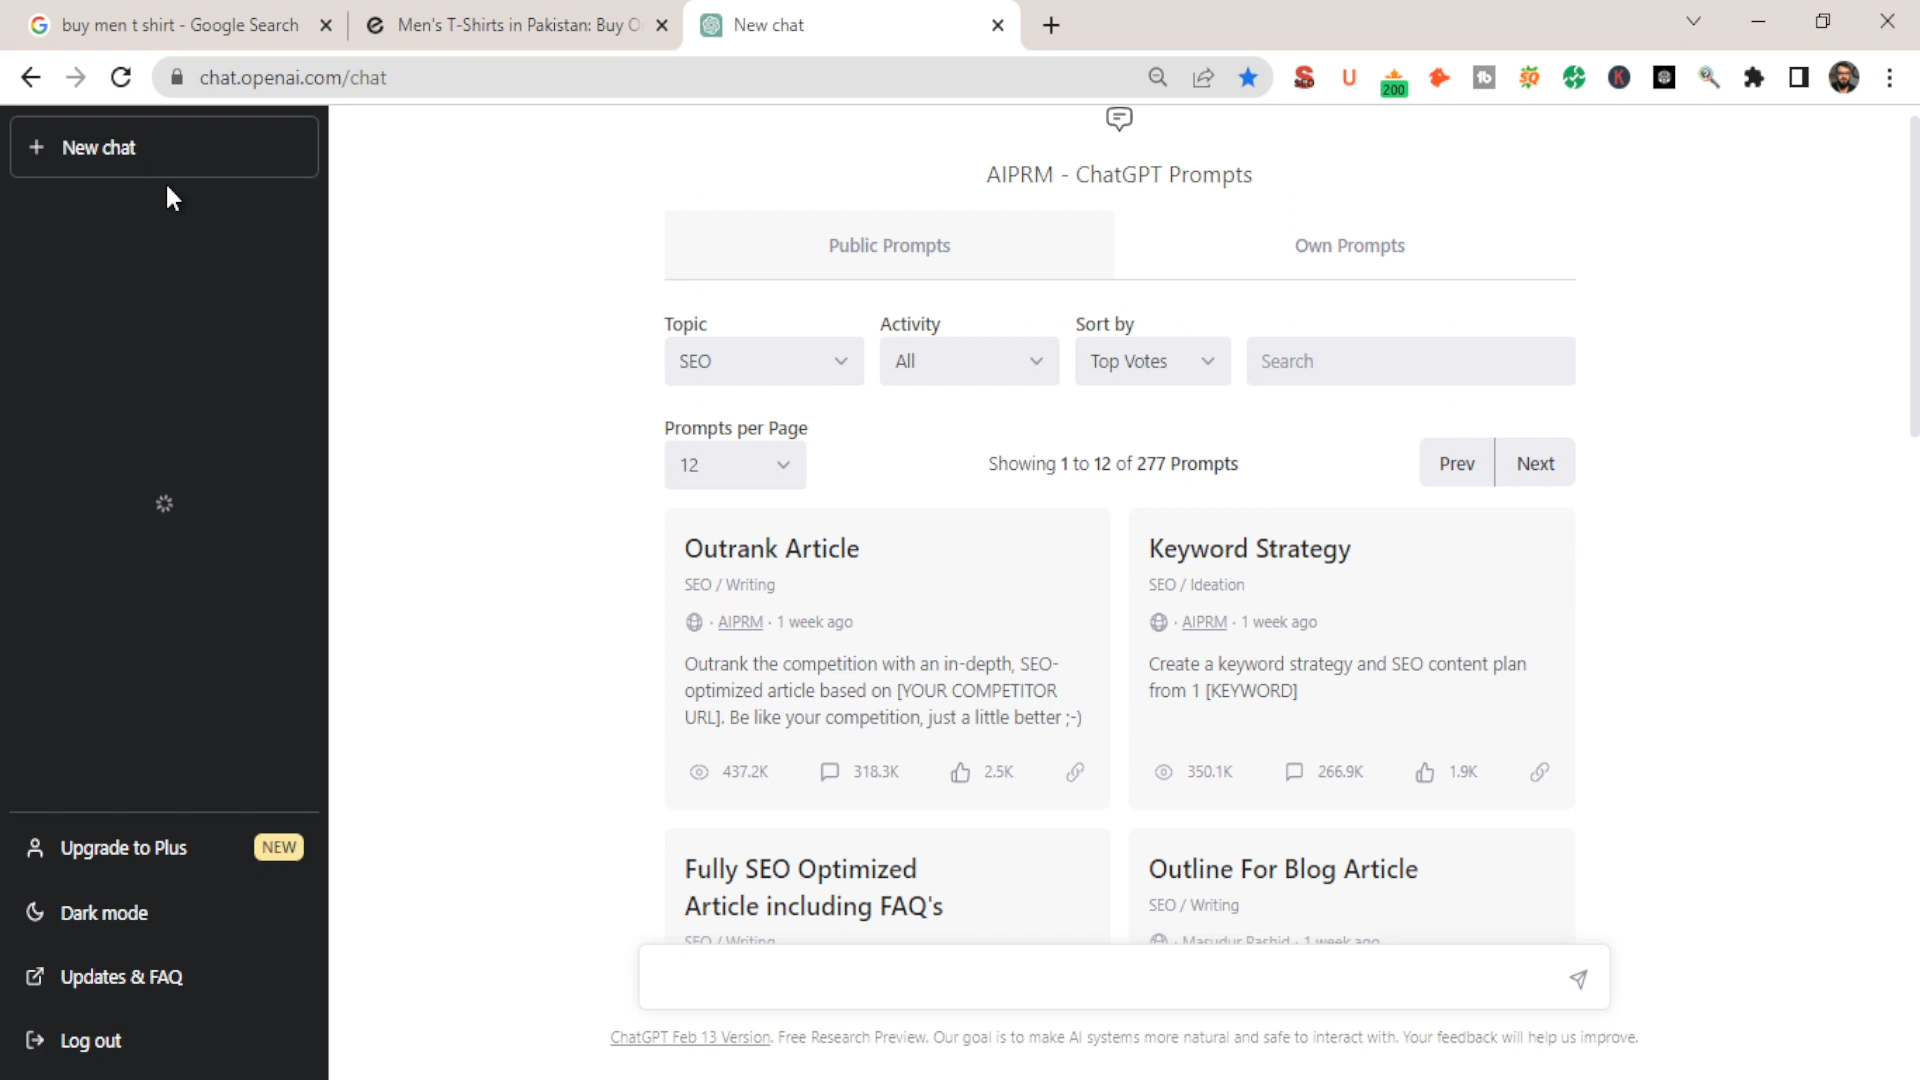 buy men t shirt - Google Search
Men's T-Shirts in Pakistan: Buy O
New chat
chat.openai.com/chat
200
New chat
AIPRM - ChatGPT Prompts
Public Prompts
Own Prompts
Topic
Activity
Sort by
SEO
All
Top Votes
Search
Prompts per Page
12
Showing 1 to 12 of 277 Prompts
Prev
Next
Outrank Article
SEO / Writing
· AIPRM · 1 week ago
Outrank the competition with an in-depth, SEO-
optimized article based on [YOUR COMPETITOR
URL]. Be like your competition, just a little better ;-)
437.2K
318.3K
2.5K
Keyword Strategy
SEO / Ideation
· AIPRM · 1 week ago
Create a keyword strategy and SEO content plan
from 1 [KEYWORD]
350.1K
266.9K
1.9K
Fully SEO Optimized
Article including FAQ's
SEO / Writing
Outline For Blog Article
SEO / Writing
· Masudur Rashid · 1 week ago
Upgrade to Plus
NEW
Dark mode
Updates & FAQ
Log out
ChatGPT Feb 13 Version. Free Research Preview. Our goal is to make AI systems more natural and safe to interact with. Your feedback will help us improve.